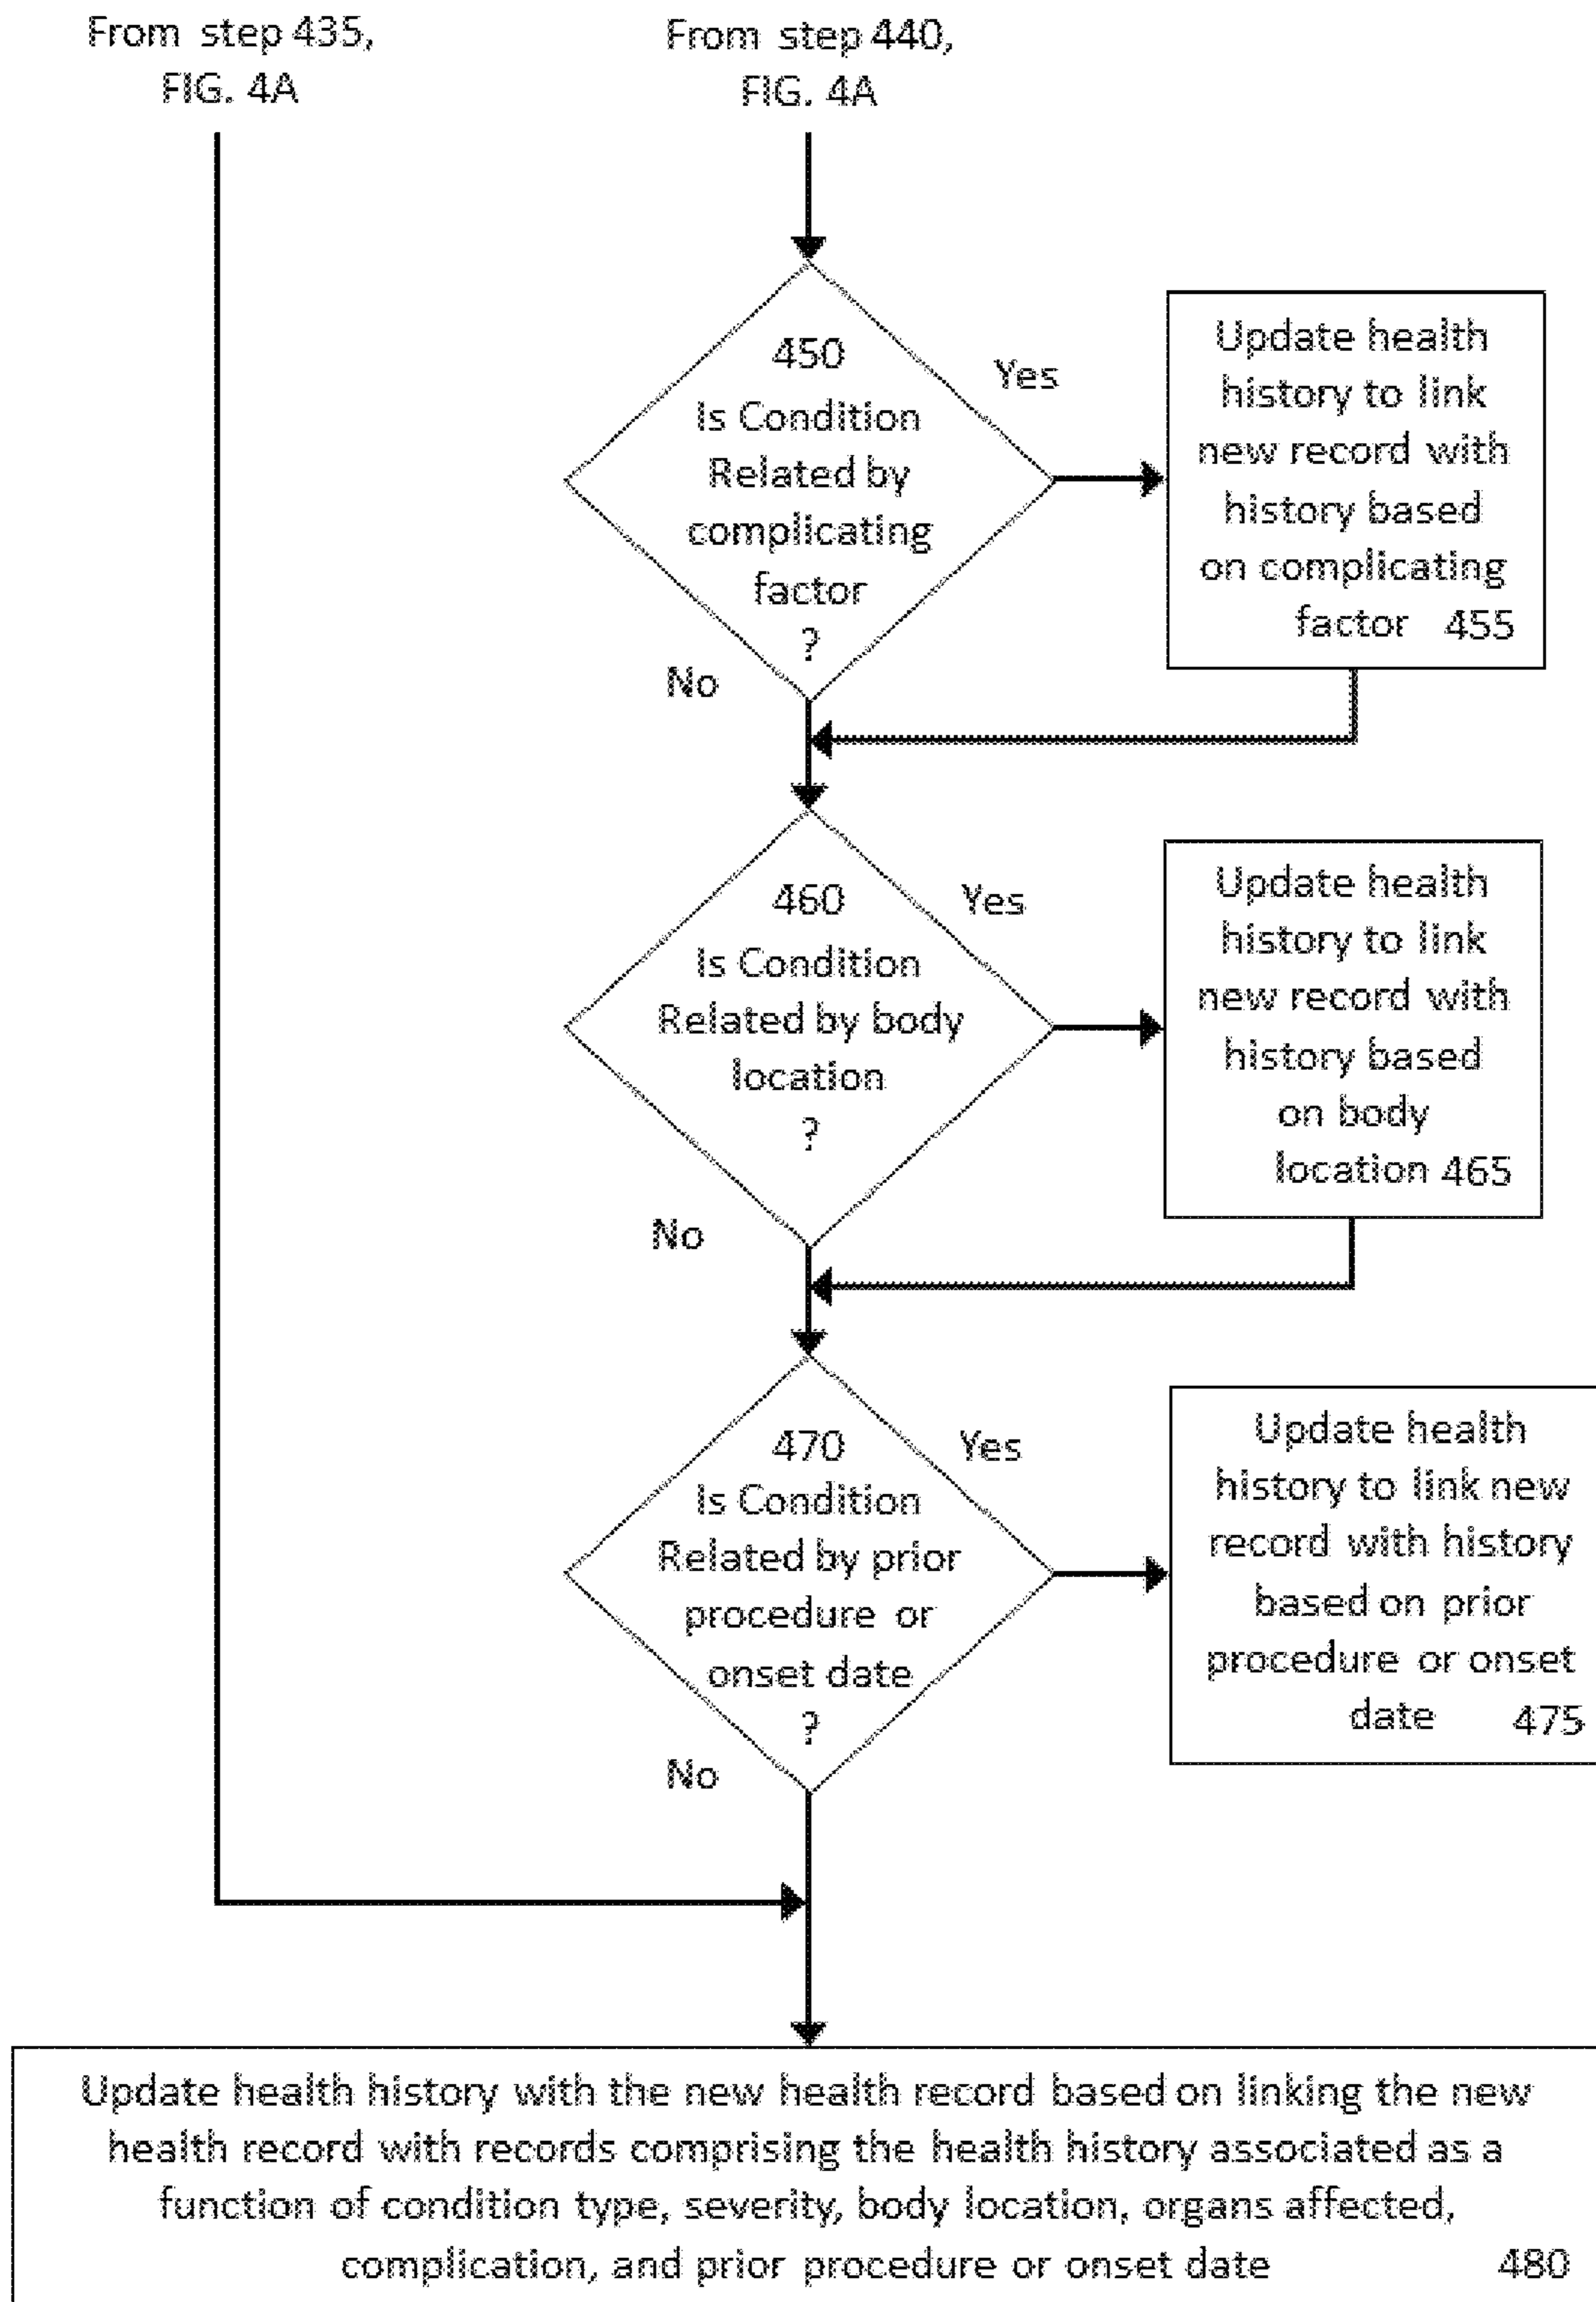 From step 435,
FIG. 4A
From step 440,
FIG. 4A
450
Is Condition
Related by
complicating
factor
?
Yes
No
Update health
history to link
new record with
history based
on complicating
factor 455
460
Is Condition
Related by body
location
?
Yes
No
Update health
history to link
new record with
history based
on body
location 465
470
Is Condition
Related by prior
procedure or
onset date
?
Yes
No
Update health
history to link new
record with history
based on prior
procedure or onset
date 475
Update health history with the new health record based on linking the new
health record with records comprising the health history associated as a
function of condition type, severity, body location, organs affected,
complication, and prior procedure or onset date 480